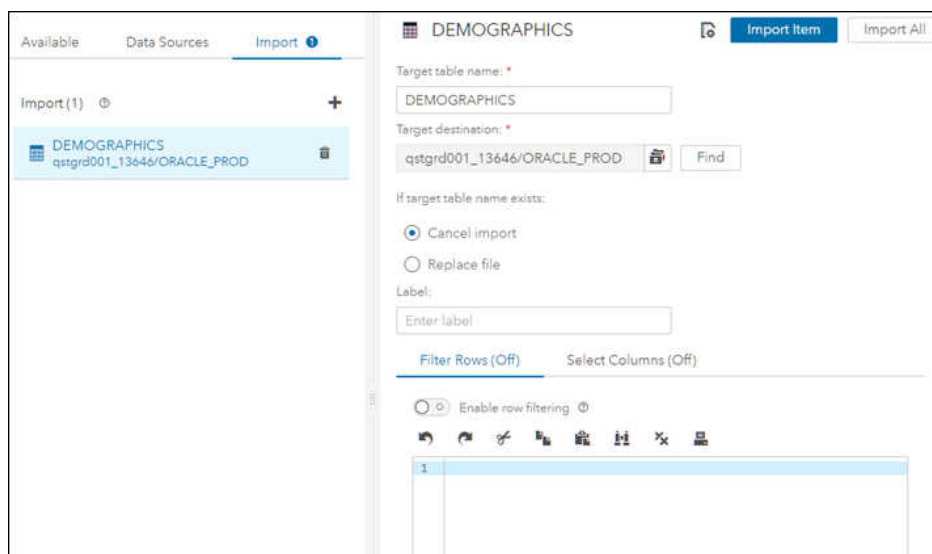 Available Data Sources Import 1
Import (1)
DEMOGRAPHICS
qstgrd001_13646/ORACLE_PROD
DEMOGRAPHICS Import Item Import All
Target table name: *
DEMOGRAPHICS
Target destination: *
qstgrd001_13646/ORACLE_PROD Find
If target table name exists:
Cancel import
Replace file
Label:
Enter label
Filter Rows (Off) Select Columns (Off)
Enable row filtering
1